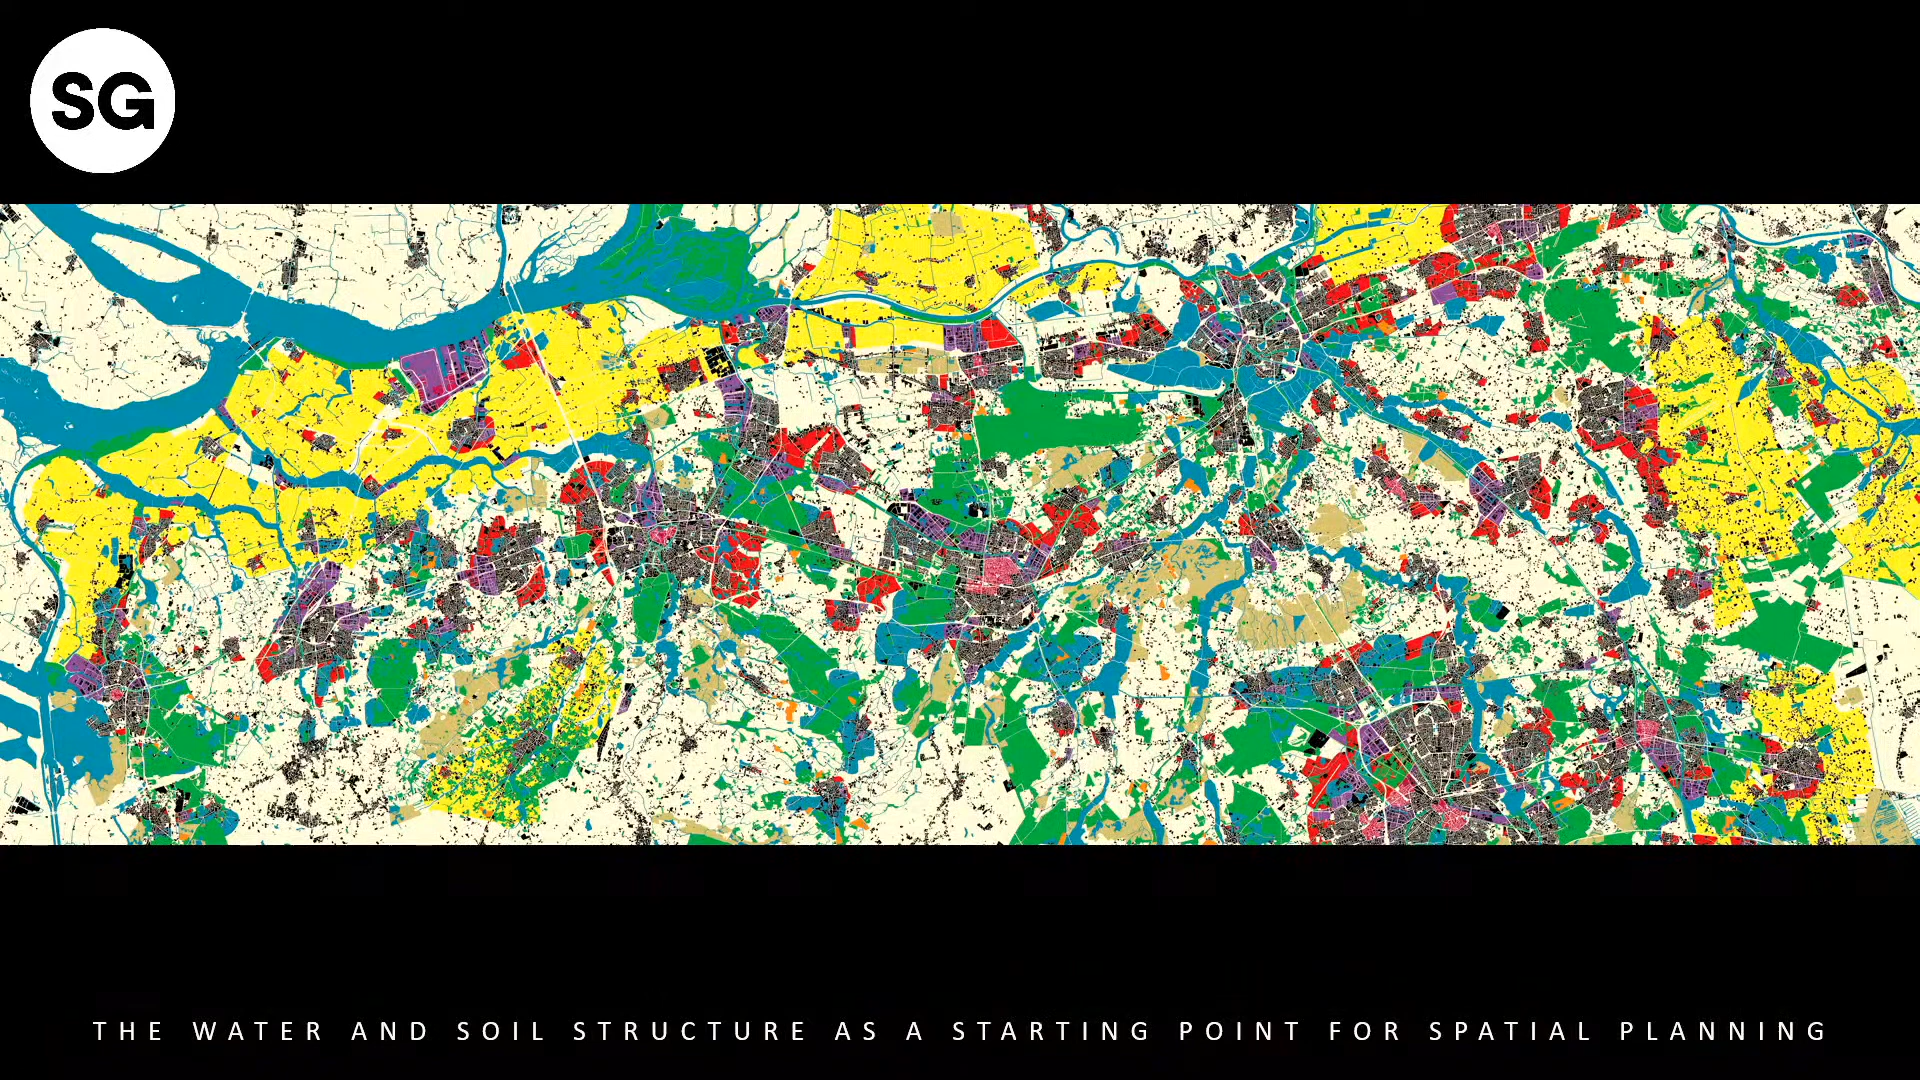 SG
THE WATER AND SOIL STRUCTURE AS A STARTING POINT FOR SPATIAL PLANNING